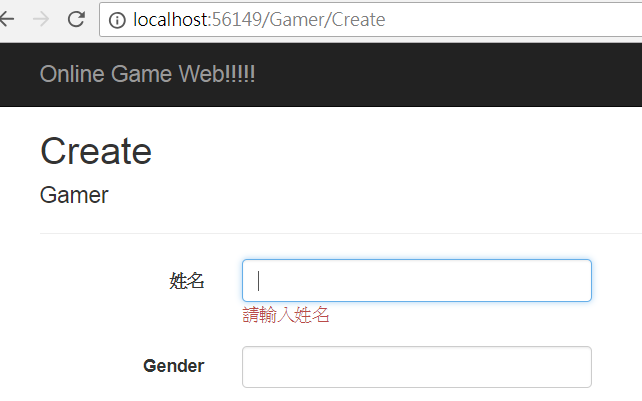 localhost:56149/Gamer/Create
Online Game Web!!!!!
Create
Gamer
姓名
請輸入姓名
Gender